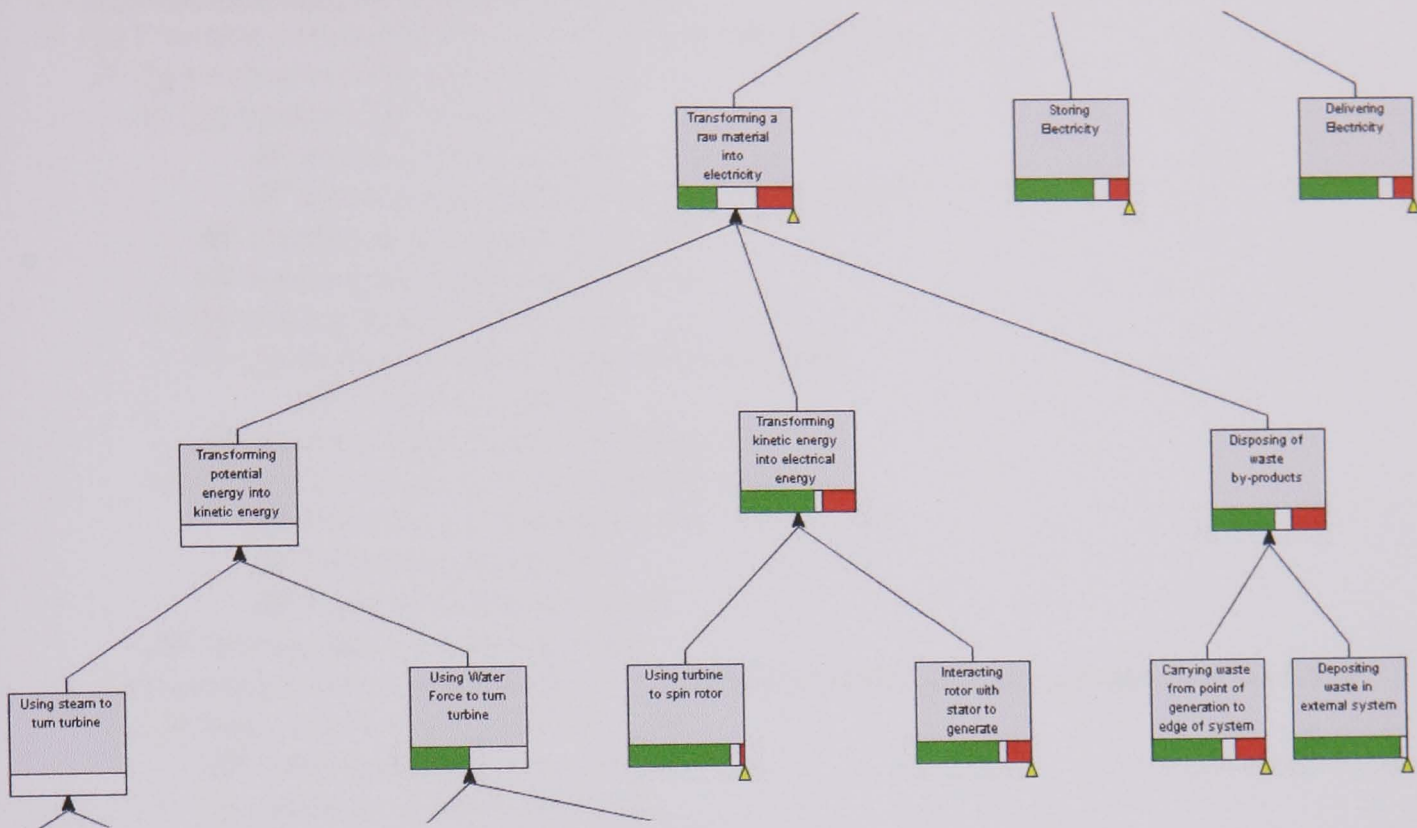 Transforming a
raw material
into
electricity
Storing
Electricity
Delivering
Electricity
Transforming
potential
energy into
kinetic energy
Transforming
kinetic energy
into electrical
energy
Disposing of
waste
by-products
Using steam to
turn turbine
Using Water
Force to turn
turbine
Using turbine
to spin rotor
Interacting
rotor with
stator to
generate
Carrying waste
from point of
generation to
edge of system
Depositing
waste in
external system